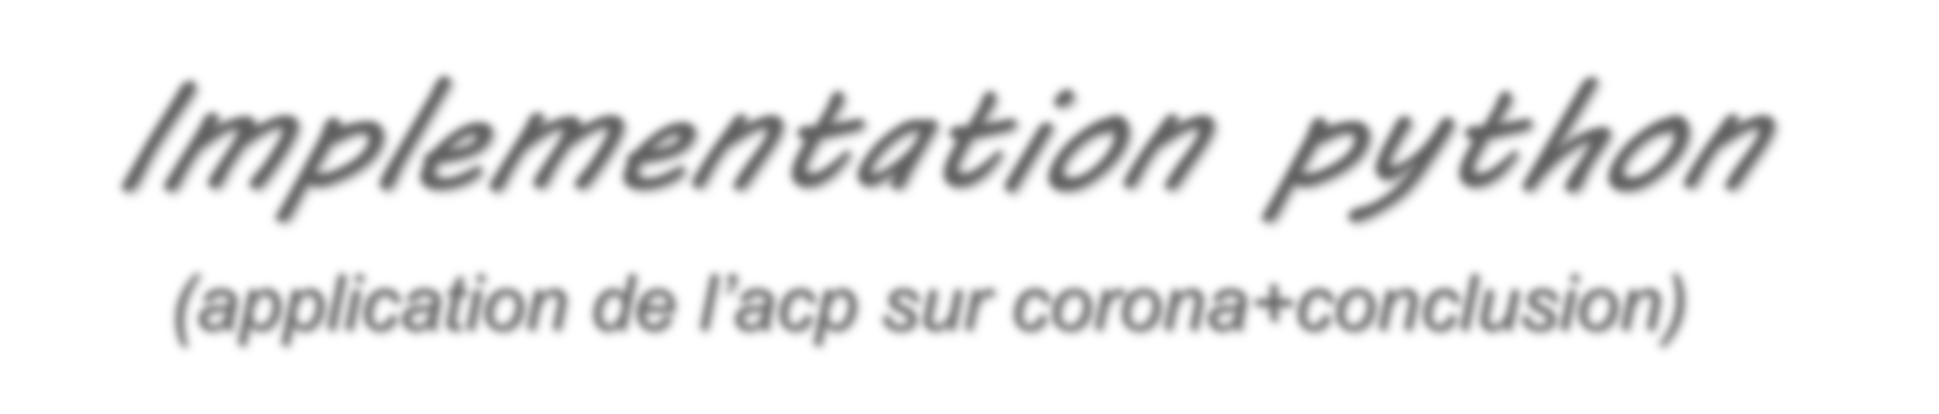 Implementation python
(application de l’acp sur corona+conclusion)